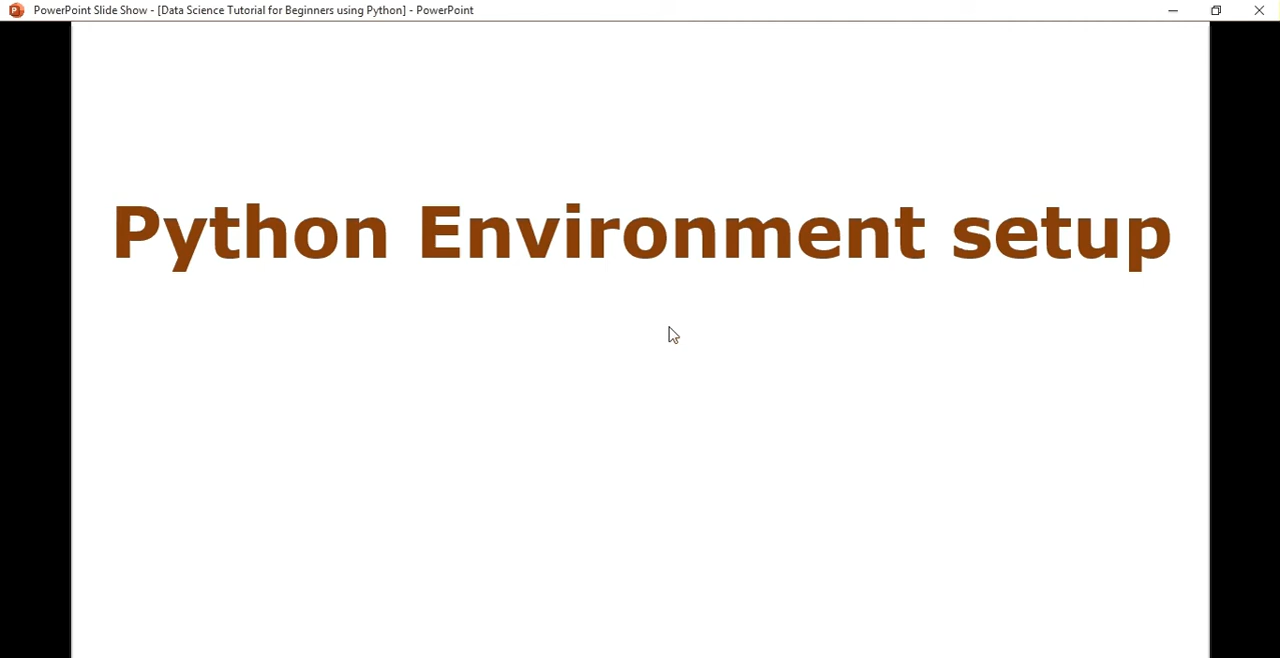 PowerPoint Slide Show - [Data Science Tutorial for Beginners using Python] - PowerPoint
Python Environment setup